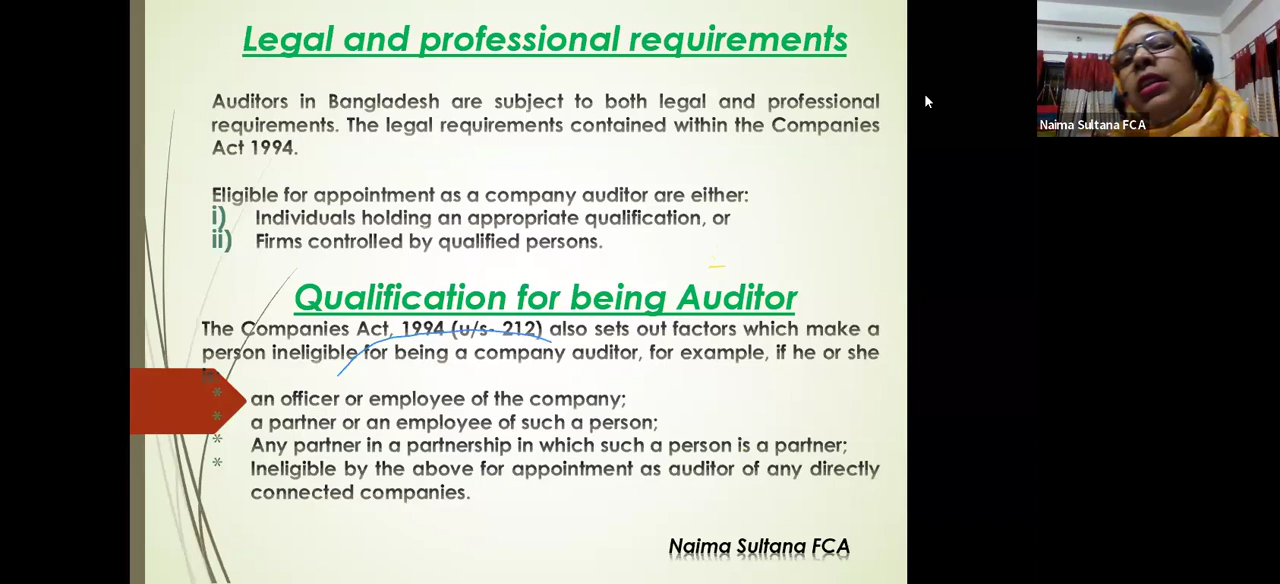 Legal and professional requirements
Auditors in Bangladesh are subject to both legal and professional
requirements. The legal requirements contained within the Companies
Act 1994.
Eligible for appointment as a company auditor are either:
i) Individuals holding an appropriate qualification, or
ii) Firms controlled by qualified persons.
Qualification for being Auditor
The Companies Act, 1994 (u/s- 212) also sets out factors which make a
person ineligible for being a company auditor, for example, if he or she
* an officer or employee of the company;
* a partner or an employee of such a person;
* Any partner in a partnership in which such a person is a partner;
* Ineligible by the above for appointment as auditor of any directly
connected companies.
Naima Sultana FCA
Naima Sultana FCA